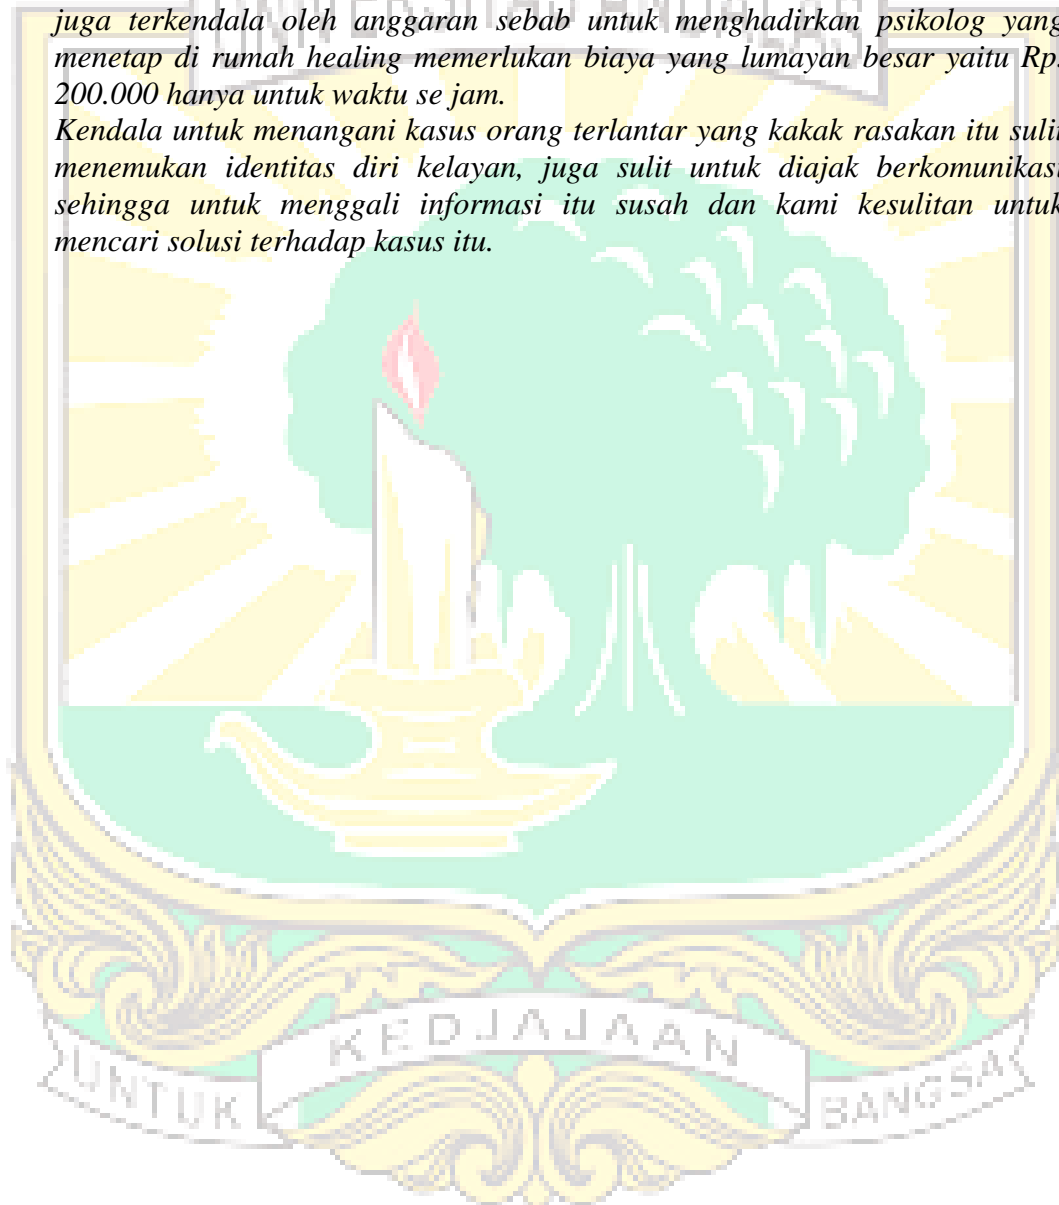 juga terkendala oleh anggaran sebab untuk menghadirkan psikolog yang
menetap di rumah healing memerlukan biaya yang lumayan besar yaitu Rp.
200.000 hanya untuk waktu se jam.
Kendala untuk menangani kasus orang terlantar yang kakak rasakan itu sulit
menemukan identitas diri kelayan, juga sulit untuk diajak berkomunikasi
sehingga untuk menggali informasi itu susah dan kami kesulitan untuk
mencari solusi terhadap kasus itu.
UNTUK KEDJAJAAN BANGSA